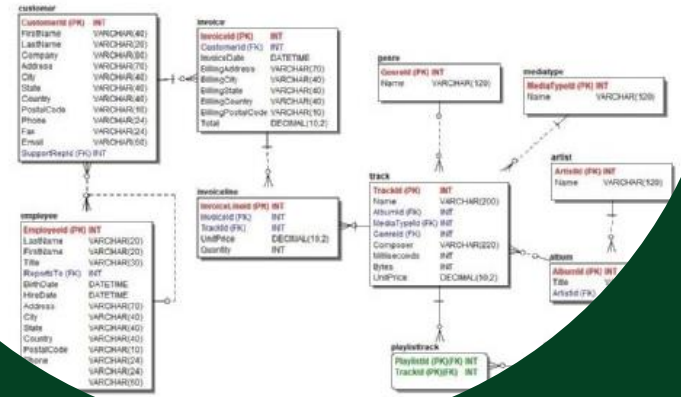 customer
CustomerId (PK) INT
FirstName VARCHAR(40)
LastName VARCHAR(20)
Company VARCHAR(80)
Address VARCHAR(70)
City VARCHAR(40)
State VARCHAR(40)
Country VARCHAR(40)
PostalCode VARCHAR(10)
Phone VARCHAR(24)
Fax VARCHAR(24)
Email VARCHAR(60)
SupportRepId (FK) INT
invoice
InvoiceId (PK) INT
CustomerId (FK) INT
InvoiceDate DATETIME
BillingAddress VARCHAR(70)
BillingCity VARCHAR(40)
BillingState VARCHAR(40)
BillingCountry VARCHAR(40)
BillingPostalCode VARCHAR(10)
Total DECIMAL(10,2)
genre
GenreId (PK) INT
Name VARCHAR(120)
mediatype
MediaTypeId (PK) INT
Name VARCHAR(120)
artist
ArtistId (PK) INT
Name VARCHAR(120)
employee
EmployeeId (PK) INT
LastName VARCHAR(20)
FirstName VARCHAR(20)
Title VARCHAR(30)
ReportsTo (FK) INT
BirthDate DATETIME
HireDate DATETIME
Address VARCHAR(70)
City VARCHAR(40)
State VARCHAR(40)
Country VARCHAR(40)
PostalCode VARCHAR(10)
Phone VARCHAR(24)
VARCHAR(24)
VARCHAR(60)
invoiceline
InvoiceLineId (PK) INT
InvoiceId (FK) INT
TrackId (FK) INT
UnitPrice DECIMAL(10,2)
Quantity INT
track
TrackId (PK) INT
Name VARCHAR(200)
AlbumId (FK) INT
MediaTypeId (FK) INT
GenreId (FK) INT
Composer VARCHAR(220)
Milliseconds INT
Bytes INT
UnitPrice DECIMAL(10,2)
album
AlbumId (PK) INT
Title
ArtistId (FK)
playlisttrack
PlaylistId (PK)(FK) INT
TrackId (PK)(FK) INT